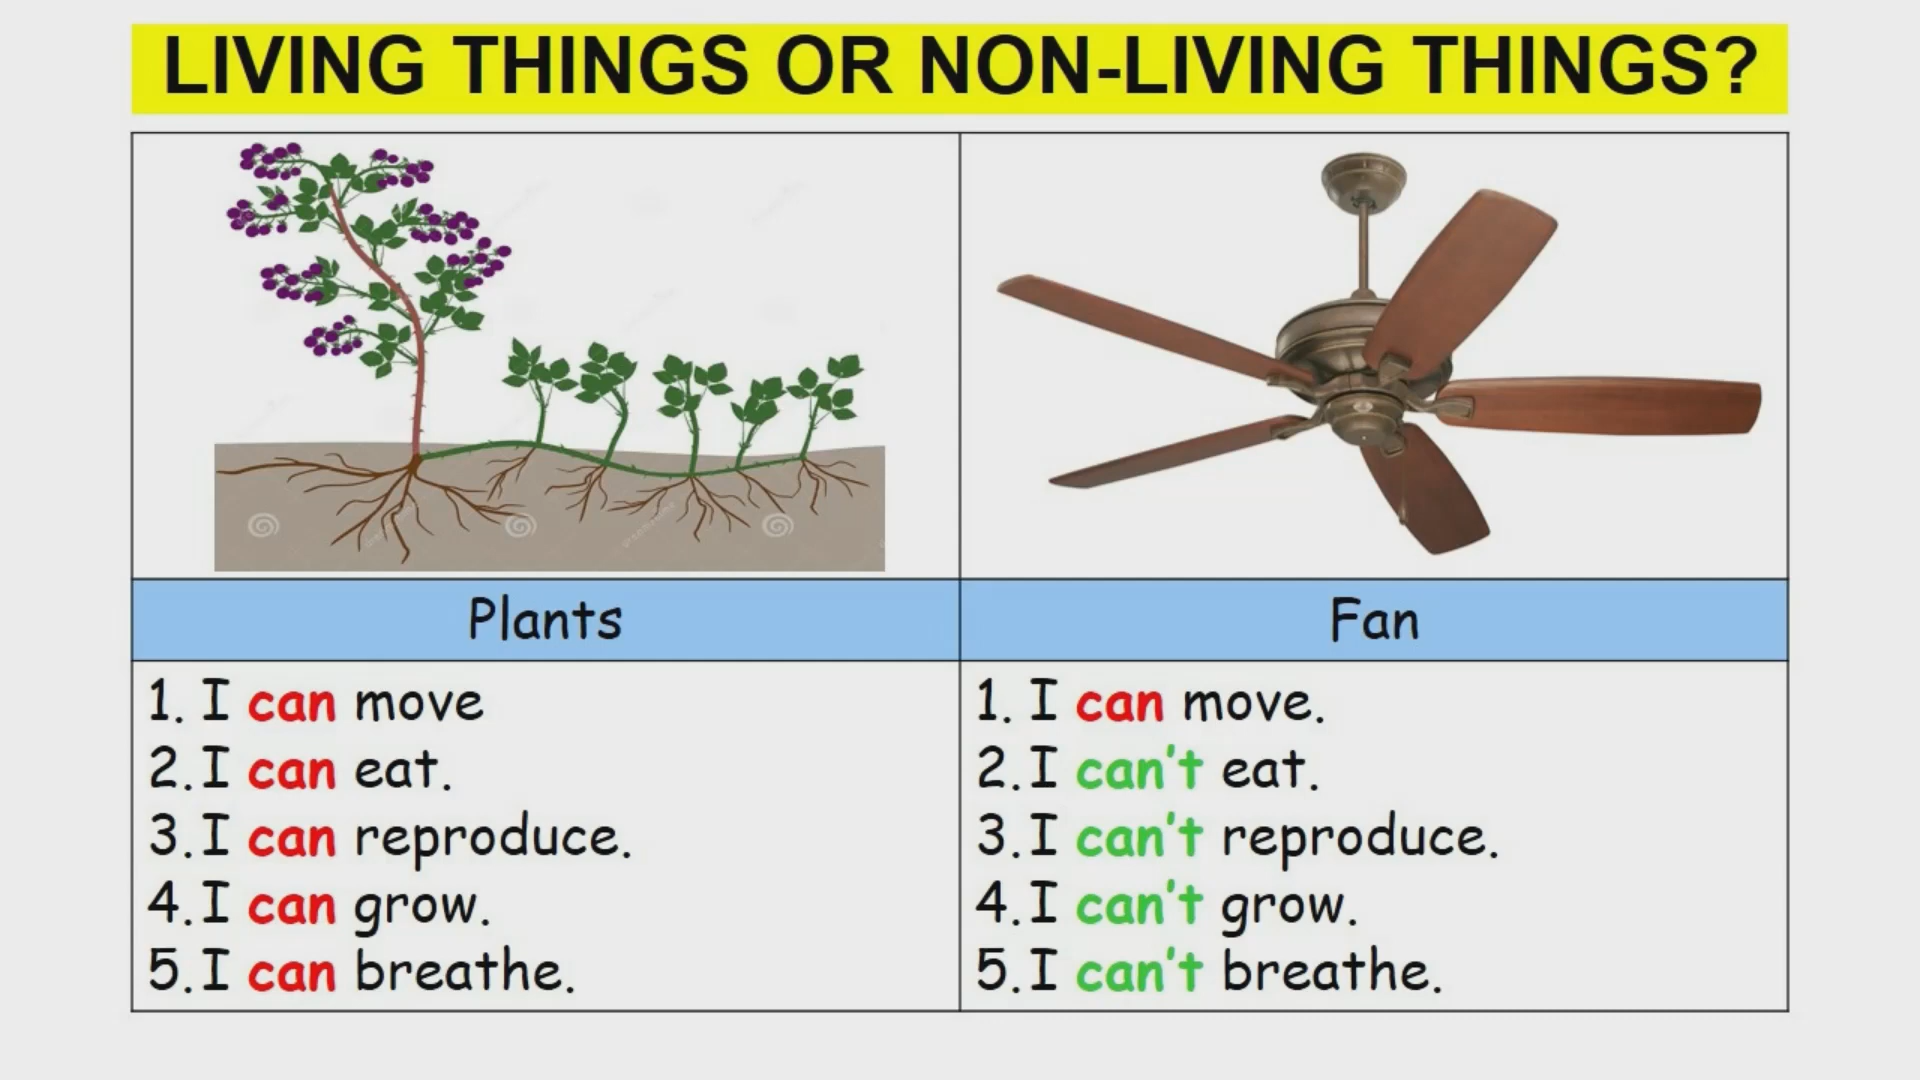 LIVING THINGS OR NON-LIVING THINGS?
Plants
Fan
1. I can move
2. I can eat.
3. I can reproduce.
4. I can grow.
5. I can breathe.
1. I can move.
2. I can't eat.
3. I can't reproduce.
4. I can't grow.
5. I can't breathe.